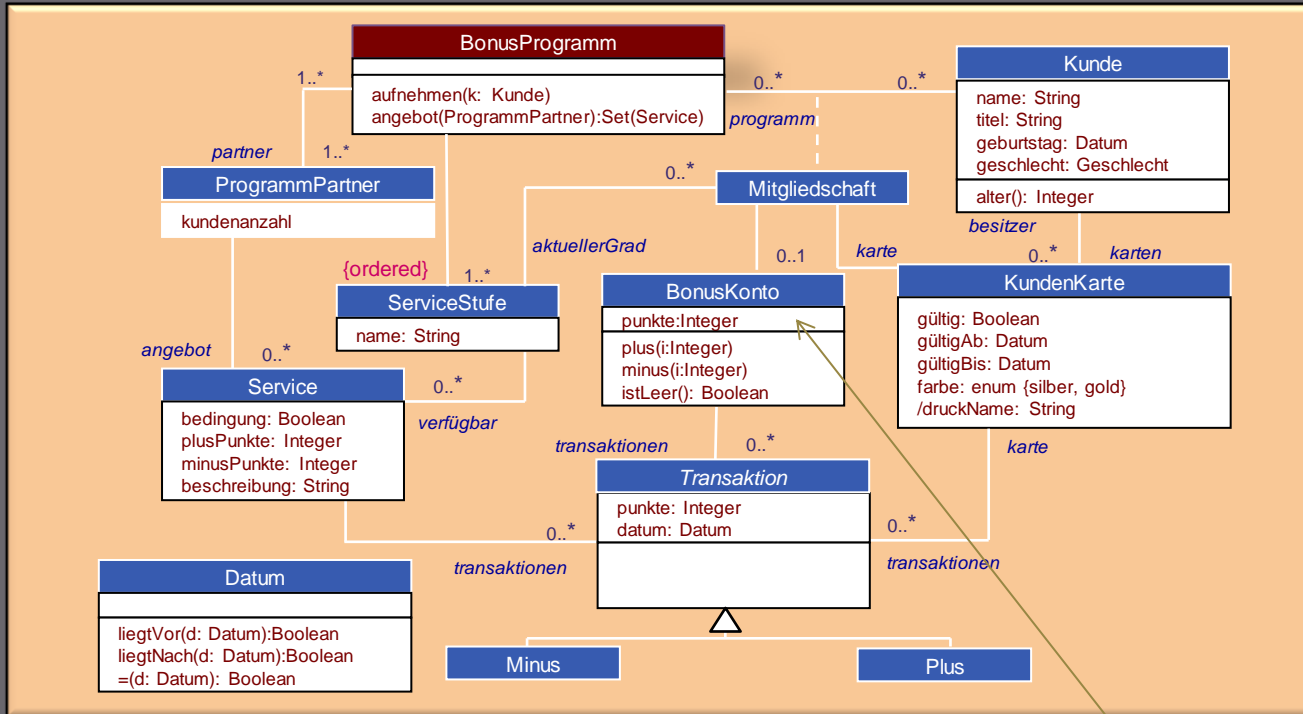 BonusProgramm
aufnehmen(k: Kunde)
angebot(ProgrammPartner):Set(Service)
1..*
partner
1..*
ProgrammPartner
kundenanzahl
0..*
0..*
programm
Kunde
name: String
titel: String
geburtstag: Datum
geschlecht: Geschlecht
alter(): Integer
0..*
Mitgliedschaft
aktuellerGrad
karte
0..1
besitzer
0..*
karten
{ordered}
1..*
ServiceStufe
name: String
BonusKonto
punkte:Integer
plus(i:Integer)
minus(i:Integer)
istLeer(): Boolean
KundenKarte
gültig: Boolean
gültigAb: Datum
gültigBis: Datum
farbe: enum {silber, gold}
/druckName: String
angebot
0..*
Service
bedingung: Boolean
plusPunkte: Integer
minusPunkte: Integer
beschreibung: String
0..*
verfügbar
transaktionen
0..*
karte
Transaktion
punkte: Integer
datum: Datum
0..*
transaktionen
0..*
transaktionen
Datum
liegtVor(d: Datum):Boolean
liegtNach(d: Datum):Boolean
=(d: Datum): Boolean
Minus
Plus